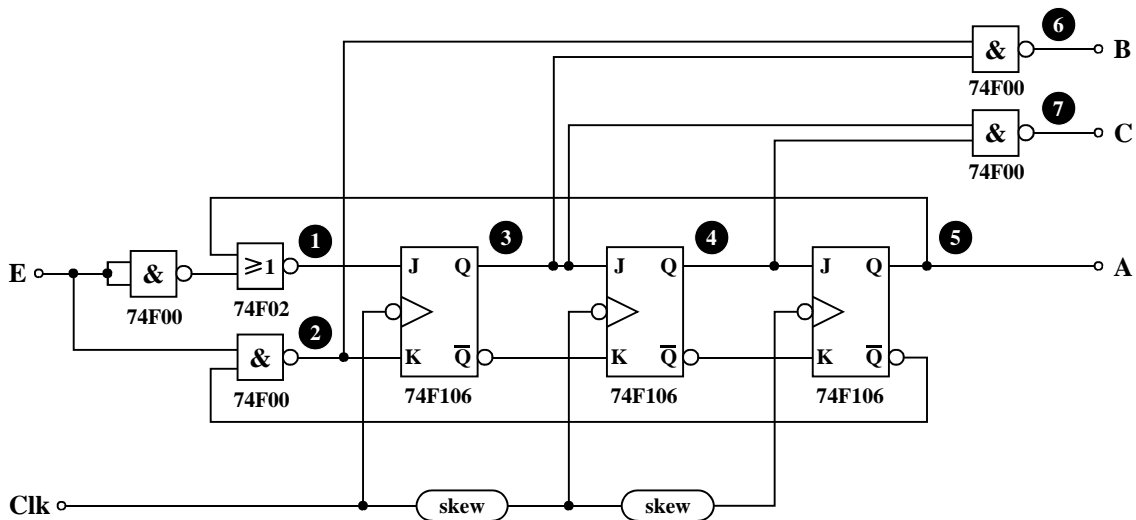 6
& B
74F00
7
& C
74F00
1 3 4 5
E & ⩾1 J Q J Q J Q A
74F00 74F02
2
& K Q̅ K Q̅ K Q̅
74F00 74F106 74F106 74F106
Clk skew skew